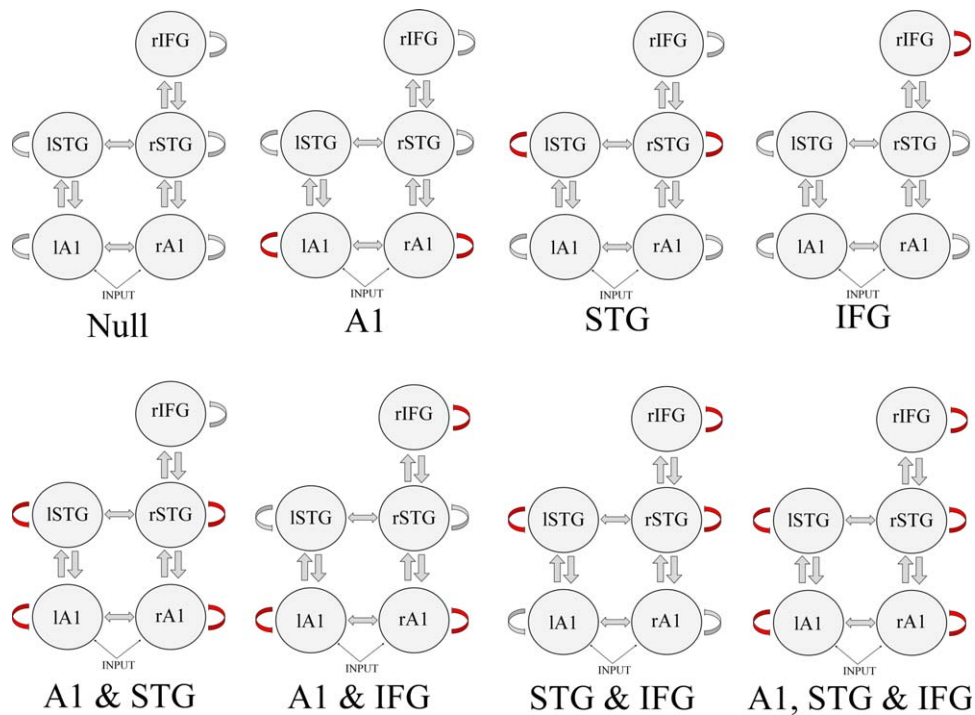 rIFG
lSTG rSTG
lA1 rA1
INPUT
Null
rIFG
lSTG rSTG
lA1 rA1
INPUT
A1
rIFG
lSTG rSTG
lA1 rA1
INPUT
STG
rIFG
lSTG rSTG
lA1 rA1
INPUT
IFG
rIFG
lSTG rSTG
lA1 rA1
INPUT
A1 & STG
rIFG
lSTG rSTG
lA1 rA1
INPUT
A1 & IFG
rIFG
lSTG rSTG
lA1 rA1
INPUT
STG & IFG
rIFG
lSTG rSTG
lA1 rA1
INPUT
A1, STG & IFG